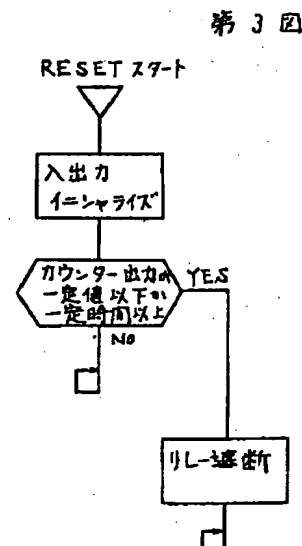 第3図
RESETスタート
入出力
イニシャライズ
カウンター出力が
一定値以下か
一定時間以上
YES
NO
リレー遮断